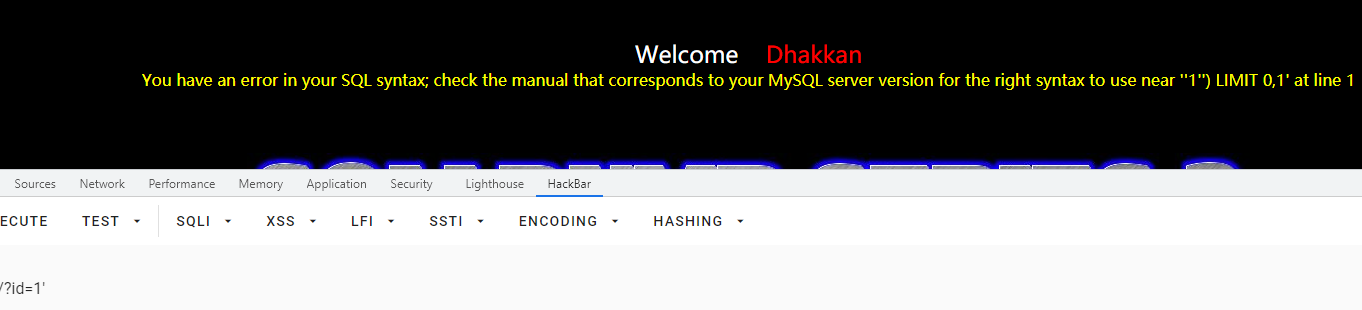 Welcome Dhakkan
You have an error in your SQL syntax; check the manual that corresponds to your MySQL server version for the right syntax to use near ''1'') LIMIT 0,1' at line 1
Sources Network Performance Memory Application Security Lighthouse HackBar
ECUTE TEST SQLI XSS LFI SSTI ENCODING HASHING
/?id=1'